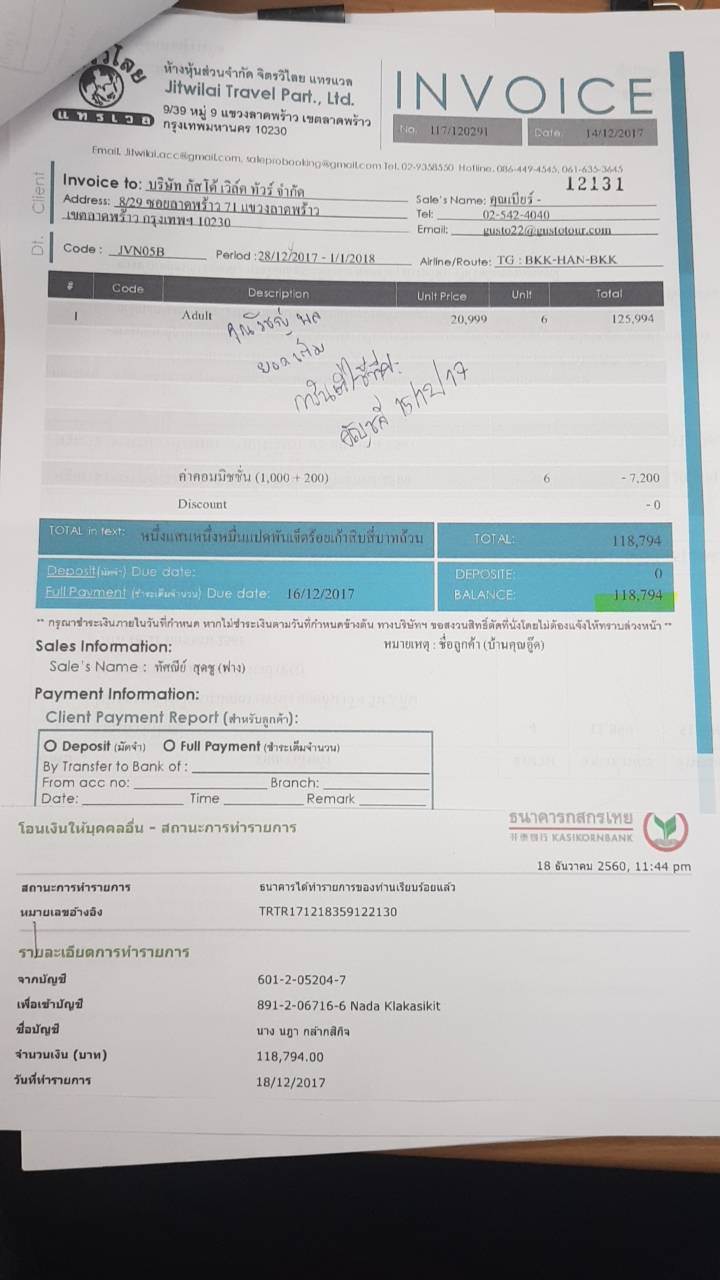 แทรเวล
ห้างหุ้นส่วนจำกัด จิตรวิไลย แทรเวล
Jitwilai Travel Part., Ltd.
9/39 หมู่ 9 แขวงลาดพร้าว เขตลาดพร้าว
กรุงเทพมหานคร 10230
INVOICE
No. 117/120291 Date. 14/12/2017
Email. Jitwilai.acc@gmail.com, saleprobooking@gmail.com Tel. 02-9358550 Hotline. 086-449-4545, 061-635-3645
12131
Client
Invoice to: บริษัท กัสโต้ เวิล์ด ทัวร์ จำกัด
Address: 8/29 ซอยลาดพร้าว 71 แขวงลาดพร้าว
เขตลาดพร้าว กรุงเทพฯ 10230
Sale's Name: คุณเบียร์ -
Tel: 02-542-4040
Email: gusto22@gustotour.com
Dt.
Code : JVN05B Period : 28/12/2017 - 1/1/2018 Airline/Route: TG : BKK-HAN-BKK
# Code Description Unit Price Unit Total
1 Adult 20,999 6 125,994
15/12/17
ค่าคอมมิชชั่น (1,000 + 200) 6 - 7,200
Discount - 0
TOTAL in text: หนึ่งแสนหนึ่งหมื่นแปดพันเจ็ดร้อยเก้าสิบสี่บาทถ้วน TOTAL: 118,794
Deposit(มัดจำ) Due date: DEPOSITE: 0
Full Payment (ชำระเต็มจำนวน) Due date: 16/12/2017 BALANCE: 118,794
** กรุณาชำระเงินภายในวันที่กำหนด หากไม่ชำระเงินตามวันที่กำหนดข้างต้น ทางบริษัทฯ ขอสงวนสิทธิ์ตัดที่นั่งโดยไม่ต้องแจ้งให้ทราบล่วงหน้า **
Sales Information: หมายเหตุ : ชื่อลูกค้า (บ้านคุณอู๊ด)
Sale's Name : ทัศณีย์ สุดชู (ฟาง)
Payment Information:
Client Payment Report (สำหรับลูกค้า):
Deposit (มัดจำ) Full Payment (ชำระเต็มจำนวน)
By Transfer to Bank of :
From acc no: Branch:
Date: Time Remark
ธนาคารกสิกรไทย
开泰银行 KASIKORNBANK
โอนเงินให้บุคคลอื่น - สถานะการทำรายการ
18 ธันวาคม 2560, 11:44 pm
สถานะการทำรายการ ธนาคารได้ทำรายการของท่านเรียบร้อยแล้ว
หมายเลขอ้างอิง TRTR171218359122130
รายละเอียดการทำรายการ
จากบัญชี 601-2-05204-7
เพื่อเข้าบัญชี 891-2-06716-6 Nada Klakasikit
ชื่อบัญชี นาง นฎา กล้ากสิกิจ
จำนวนเงิน (บาท) 118,794.00
วันที่ทำรายการ 18/12/2017